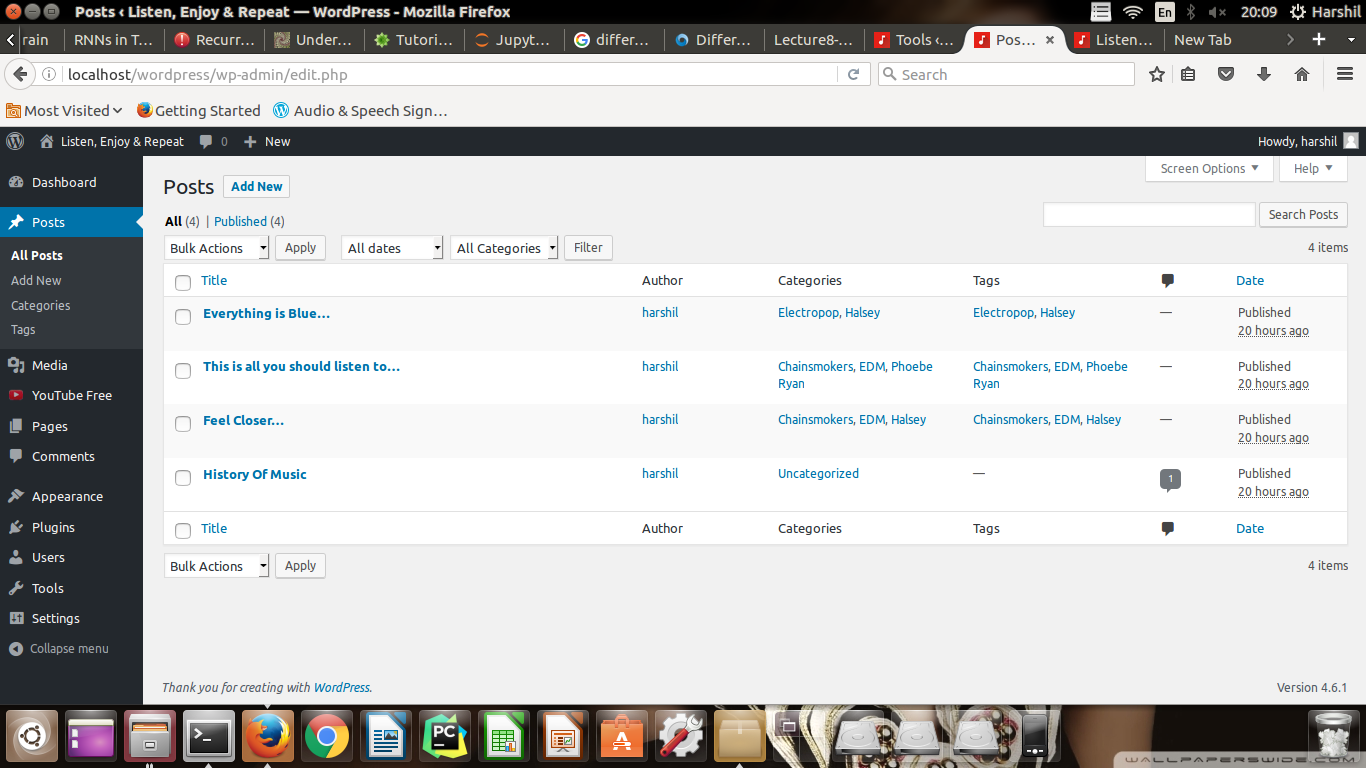 Posts ‹ Listen, Enjoy & Repeat — WordPress - Mozilla Firefox
En
20:09
Harshil
rain
RNNs in T...
Recurr...
Under...
Tutori...
Jupyt...
differ...
Differ...
Lecture8-...
Tools ‹...
Pos...
Listen...
New Tab
localhost/wordpress/wp-admin/edit.php
Search
Most Visited
Getting Started
Audio & Speech Sign...
Listen, Enjoy & Repeat
0
New
Howdy, harshil
Dashboard
Posts
All Posts
Add New
Categories
Tags
Media
YouTube Free
Pages
Comments
Appearance
Plugins
Users
Tools
Settings
Collapse menu
Screen Options
Help
Posts
Add New
All (4) | Published (4)
Search Posts
Bulk Actions
Apply
All dates
All Categories
Filter
4 items
Title
Author
Categories
Tags
Date
Everything is Blue...
harshil
Electropop, Halsey
Electropop, Halsey
—
Published
20 hours ago
This is all you should listen to...
harshil
Chainsmokers, EDM, Phoebe
Ryan
Chainsmokers, EDM, Phoebe
Ryan
—
Published
20 hours ago
Feel Closer...
harshil
Chainsmokers, EDM, Halsey
Chainsmokers, EDM, Halsey
—
Published
20 hours ago
History Of Music
harshil
Uncategorized
—
1
Published
20 hours ago
Title
Author
Categories
Tags
Date
Bulk Actions
Apply
4 items
Thank you for creating with WordPress.
Version 4.6.1
PC
WALLPAPERSWIDE.COM